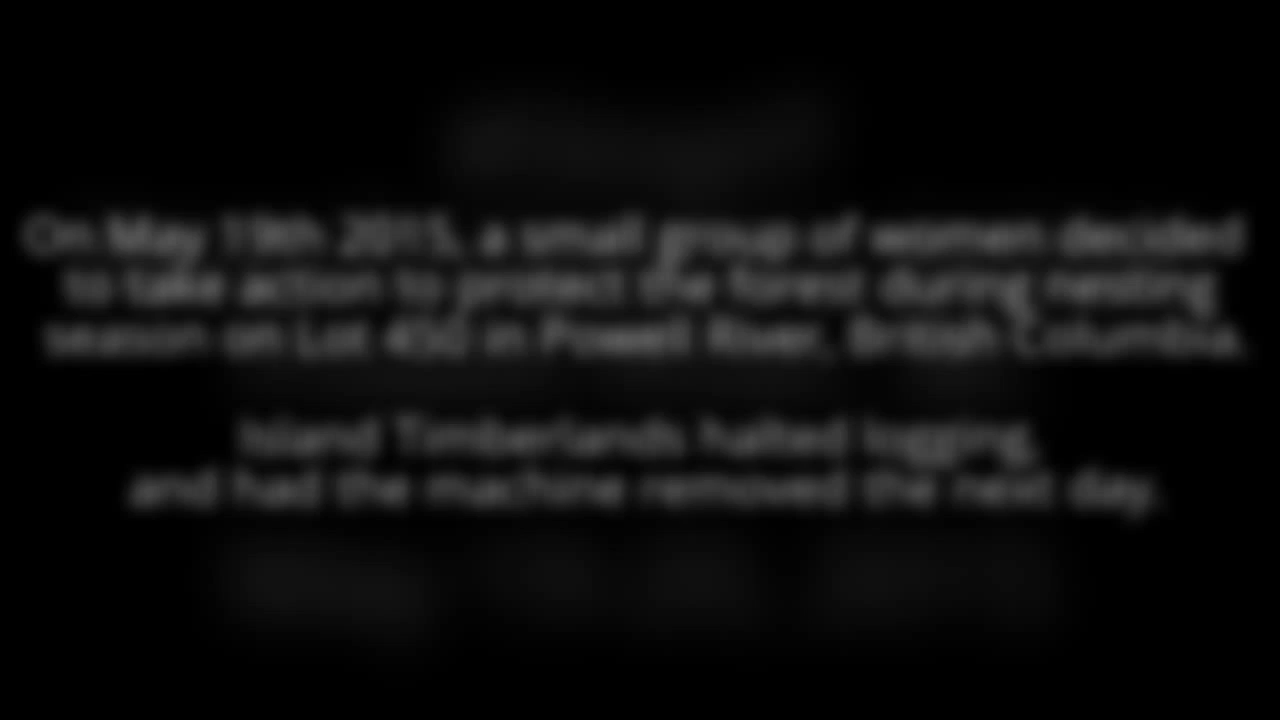 On May 19th 2015, a small group of women decided
to take action to protect the forest during nesting
season on Lot 450 in Powell River, British Columbia.
Island Timberlands halted logging,
and had the machine removed the next day.